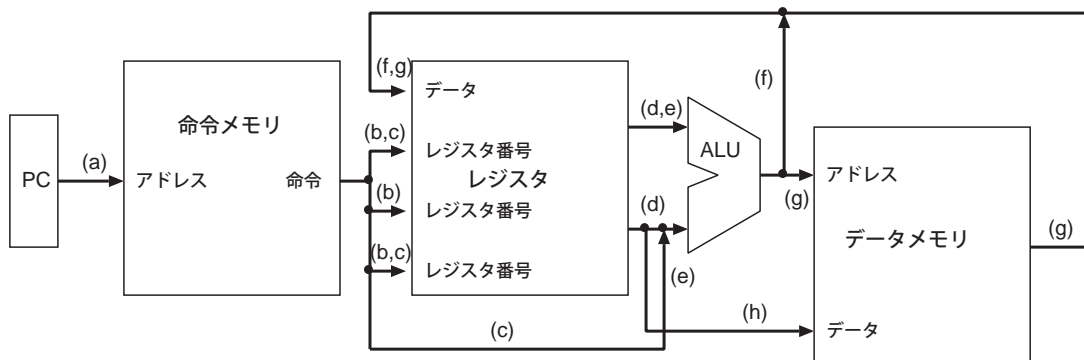 (f,g)
データ
(f)
(d,e)
命令メモリ
(b,c)
レジスタ番号
ALU
PC
(a)
アドレス
命令
レジスタ
(g)
アドレス
(b)
レジスタ番号
(d)
データメモリ
(g)
(b,c)
レジスタ番号
(e)
(c)
(h)
データ